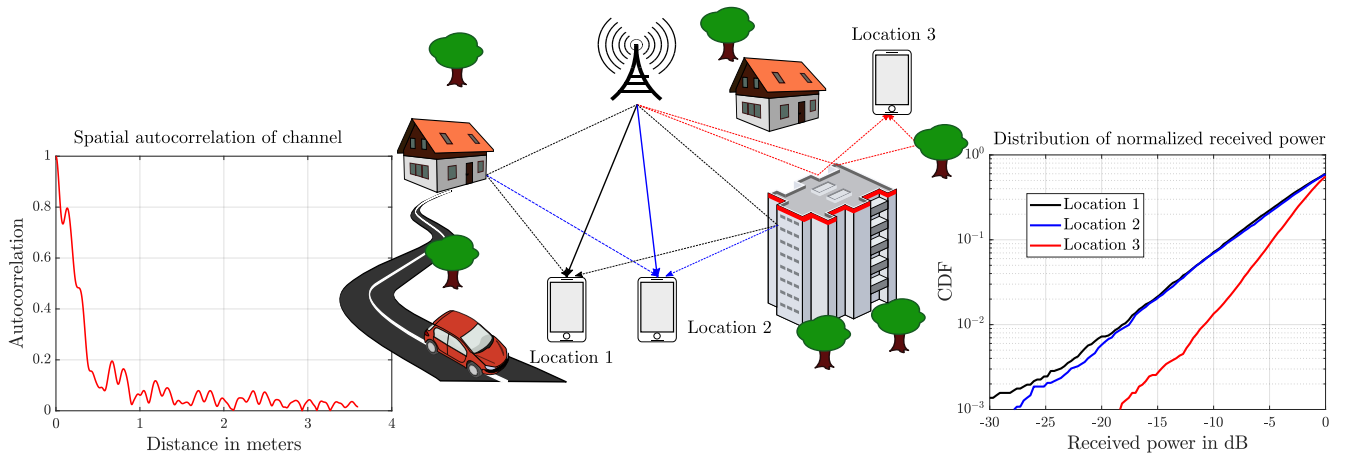 Location 3
Spatial autocorrelation of channel
Autocorrelation
1
0.8
0.6
0.4
0.2
0
0 1 2 3 4
Distance in meters
Location 1
Location 2
Distribution of normalized received power
CDF
10⁰
10⁻¹
10⁻²
10⁻³
Location 1
Location 2
Location 3
-30 -25 -20 -15 -10 -5 0
Received power in dB